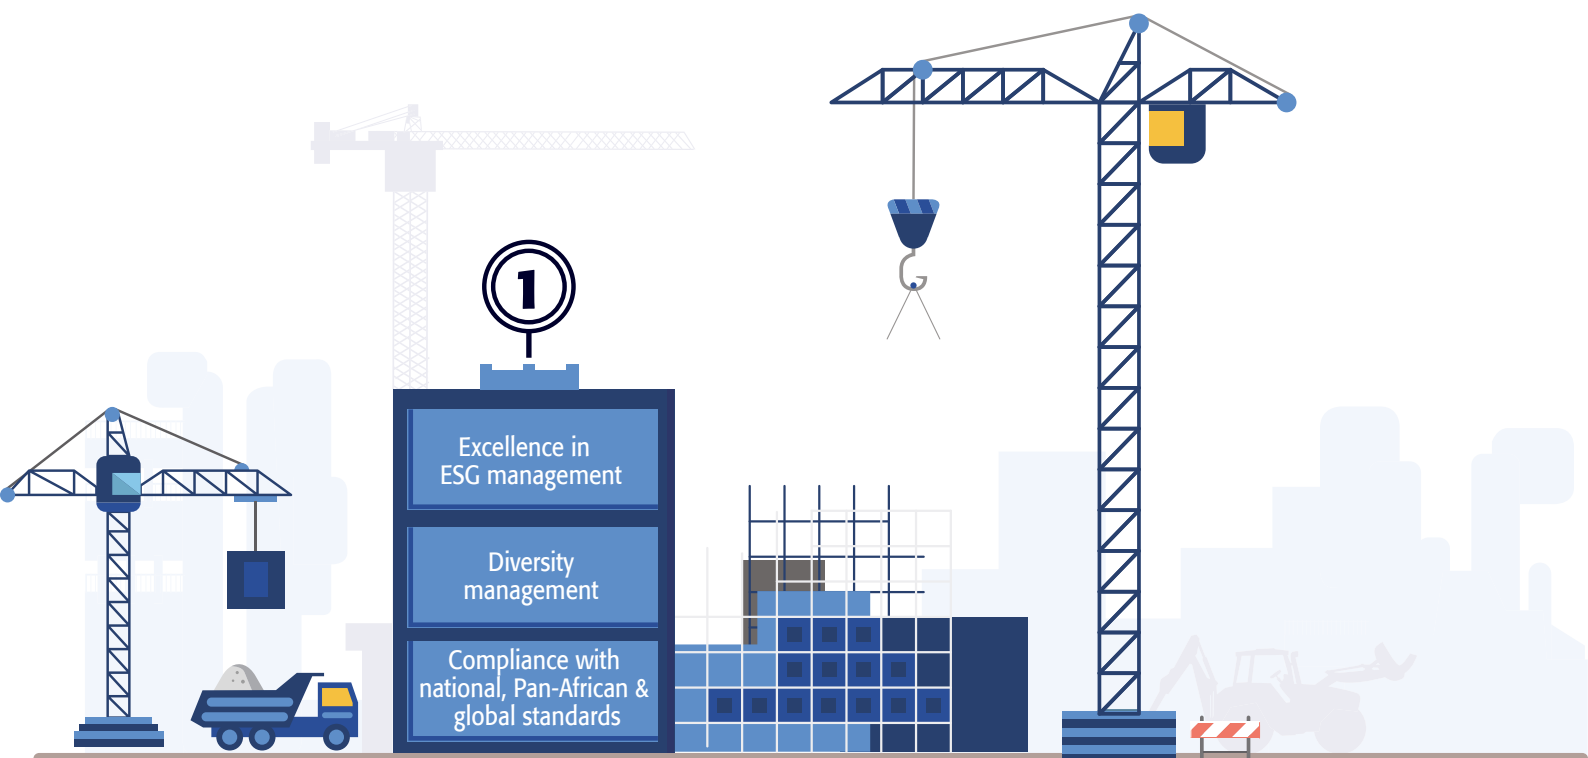 1
Excellence in
ESG management
Diversity
management
Compliance with
national, Pan-African &
global standards